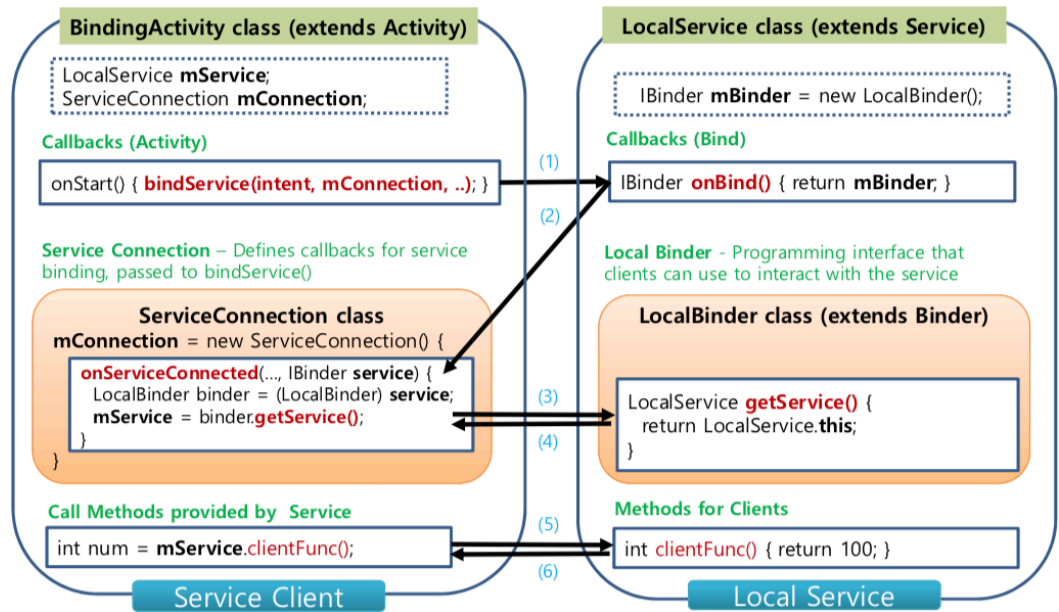 BindingActivity class (extends Activity)
LocalService mService;
ServiceConnection mConnection;
Callbacks (Activity)
onStart() { bindService(intent, mConnection, ..); }
Service Connection – Defines callbacks for service
binding, passed to bindService()
ServiceConnection class
mConnection = new ServiceConnection() {
onServiceConnected(..., IBinder service) {
LocalBinder binder = (LocalBinder) service;
mService = binder.getService();
}
}
Call Methods provided by Service
int num = mService.clientFunc();
Service Client
(1)
(2)
(3)
(4)
(5)
(6)
LocalService class (extends Service)
IBinder mBinder = new LocalBinder();
Callbacks (Bind)
IBinder onBind() { return mBinder; }
Local Binder - Programming interface that
clients can use to interact with the service
LocalBinder class (extends Binder)
LocalService getService() {
return LocalService.this;
}
Methods for Clients
int clientFunc() { return 100; }
Local Service